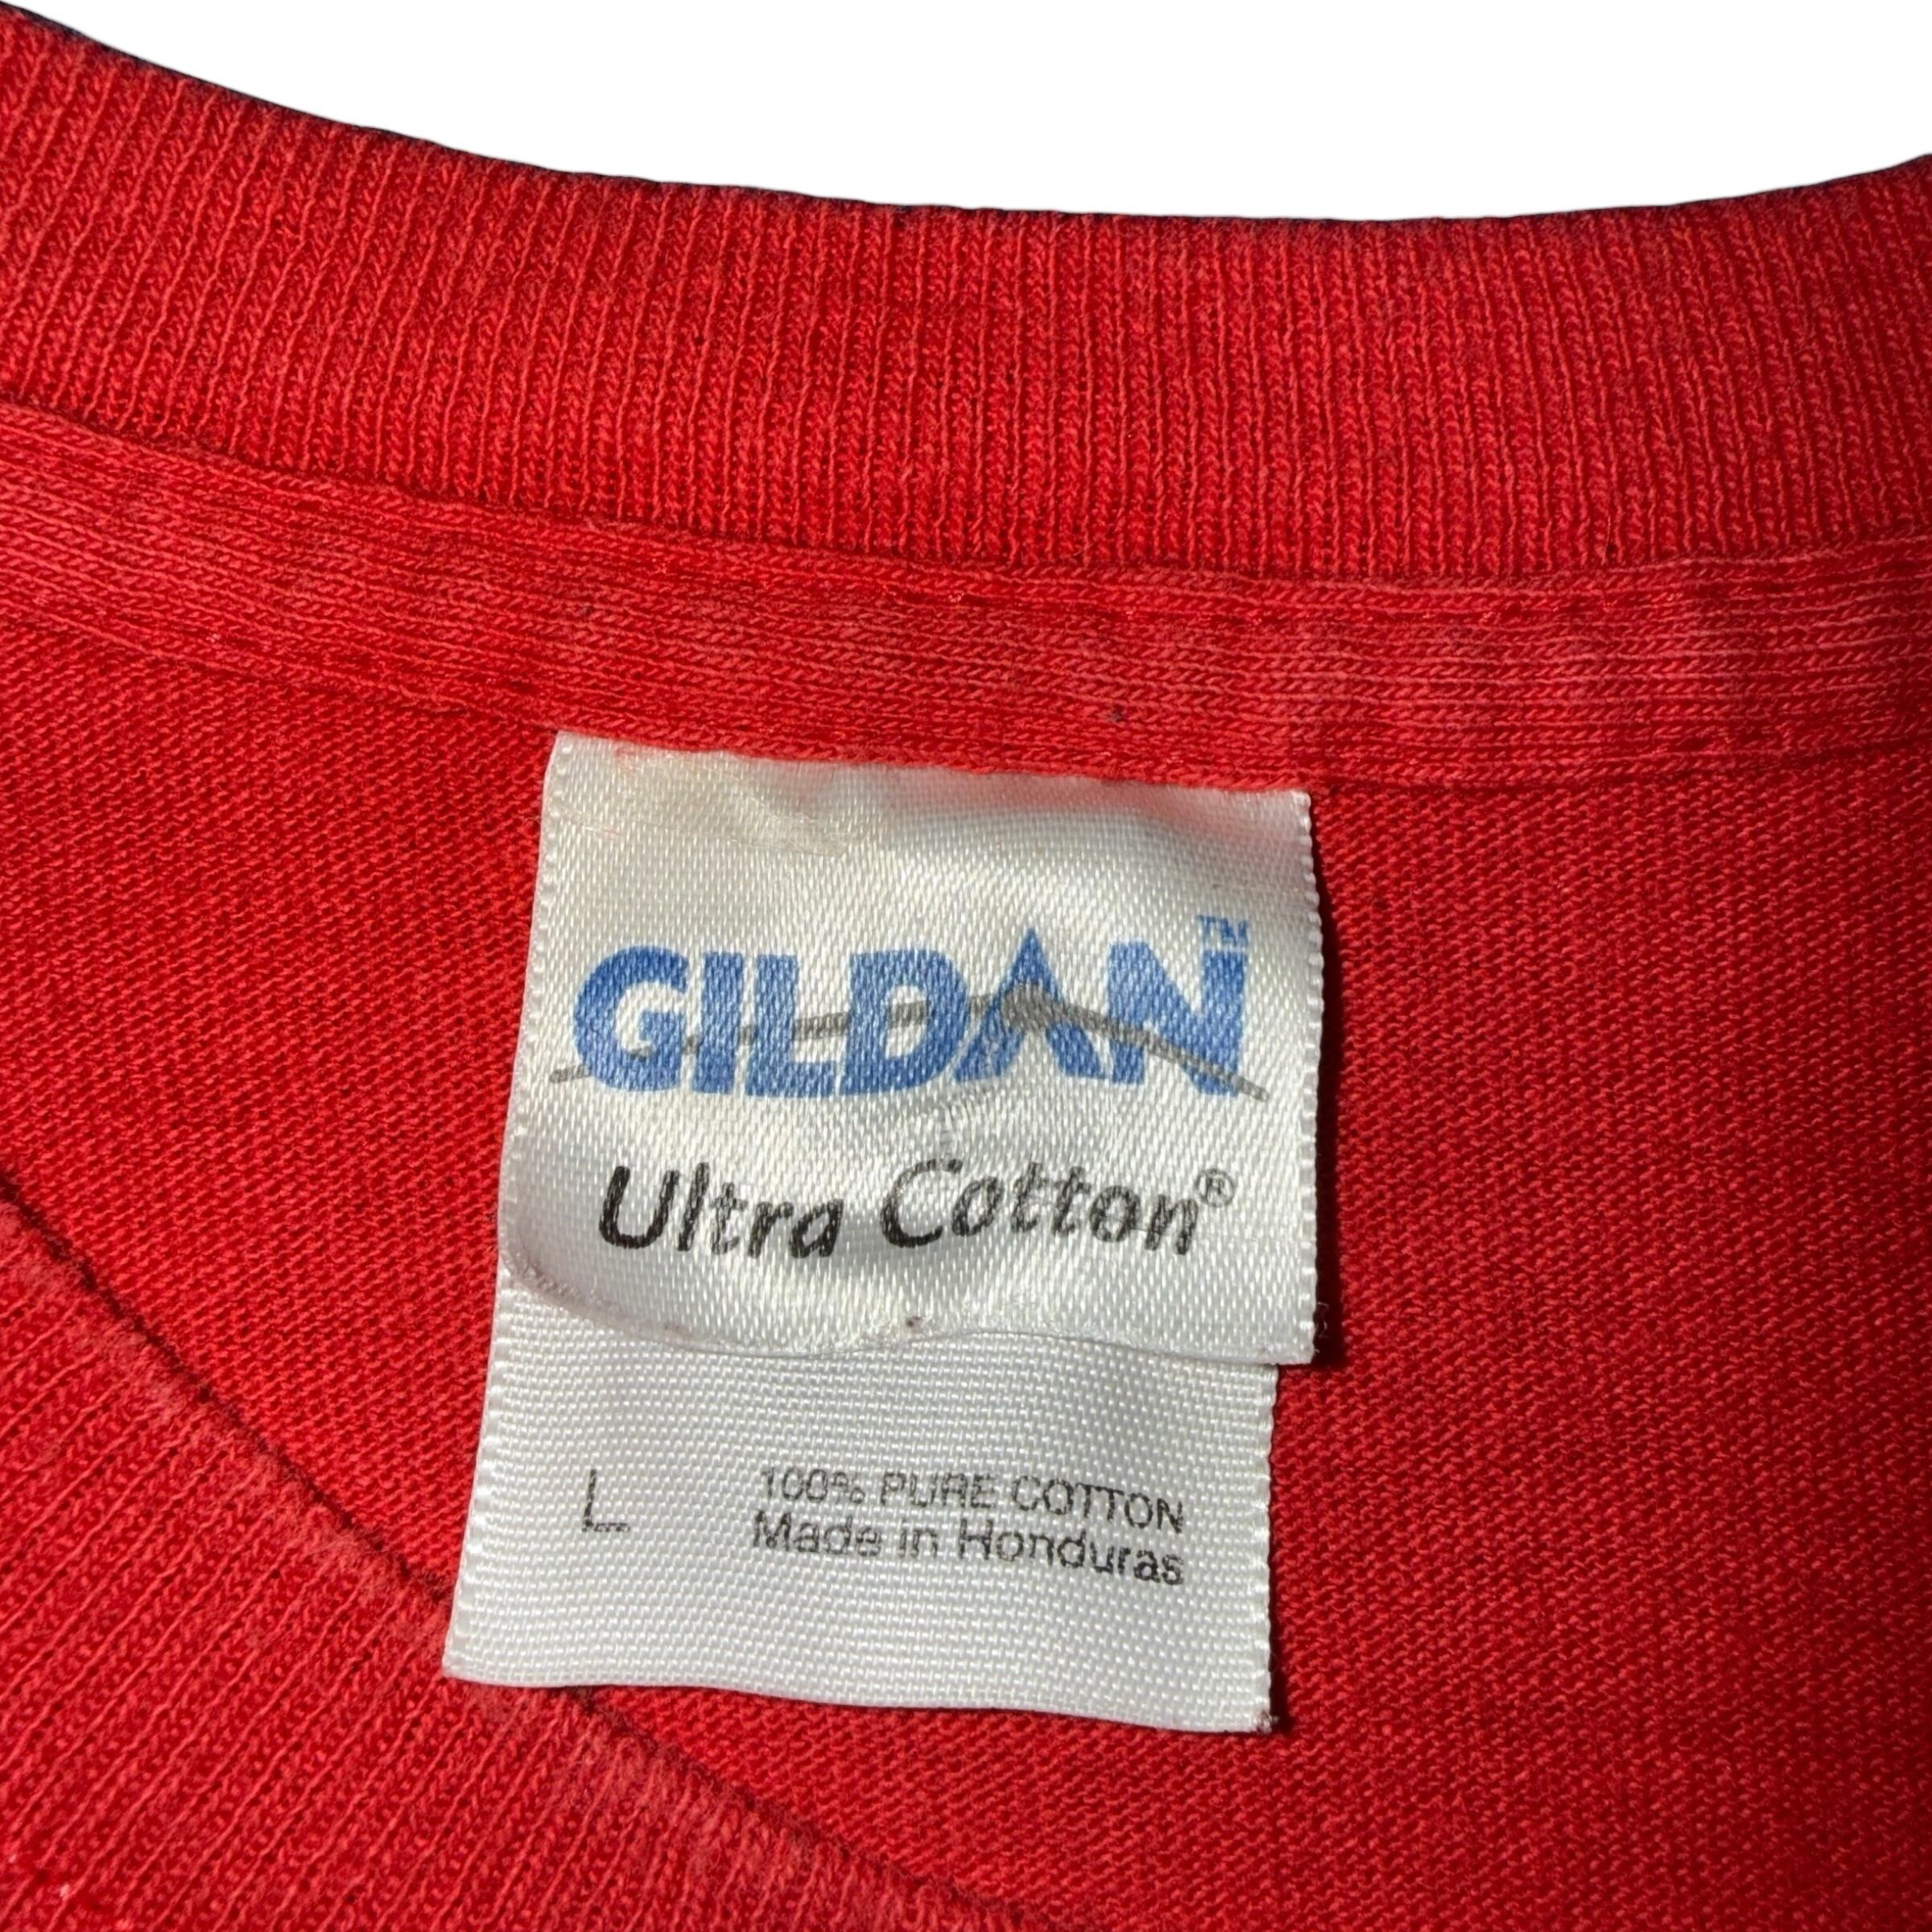 GILDAN™
Ultra Cotton®
L 100% PURE COTTON
Made in Honduras